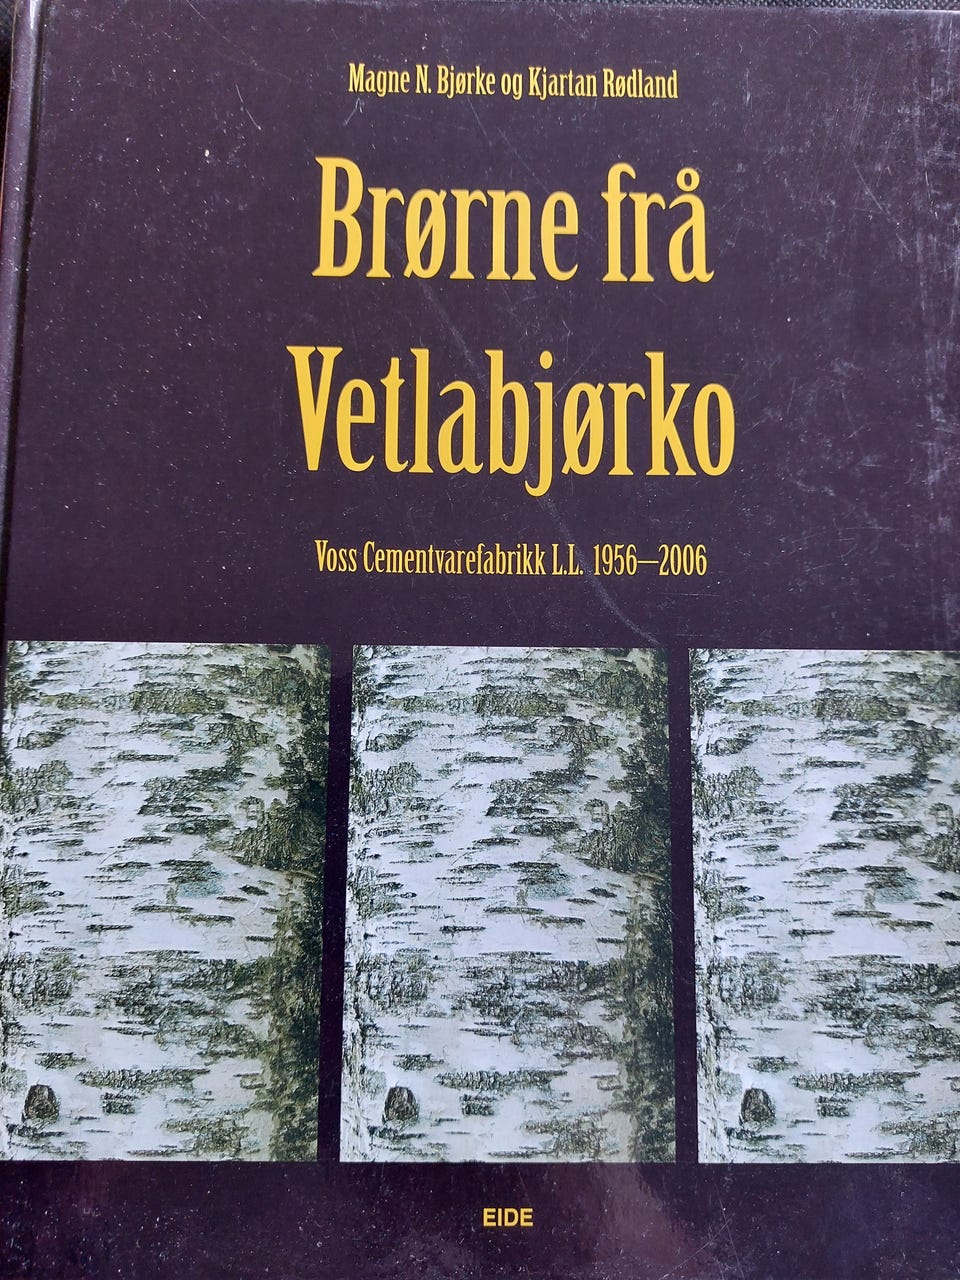 Magne N. Bjørke og Kjartan Rødland
Brørne frå
Vetlabjørko
Voss Cementvarefabrikk L.L. 1956–2006
EIDE